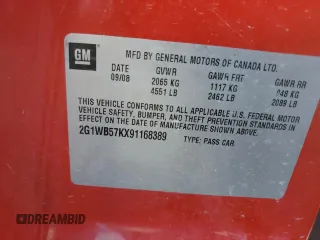 GM
MFD BY GENERAL MOTORS OF CANADA LTD.
DATE GVWR GAWR FRT GAWR RR
09/08 2065 KG 1117 KG 948 KG
4551 LB 2462 LB 2089 LB
THIS VEHICLE CONFORMS TO ALL APPLICABLE U.S. FEDERAL MOTOR
VEHICLE SAFETY, BUMPER, AND THEFT PREVENTION STANDARDS IN
EFFECT ON THE DATE OF MANUFACTURE SHOWN ABOVE.
2G1WB57KX91168389 TYPE: PASS CAR
DREAMBID